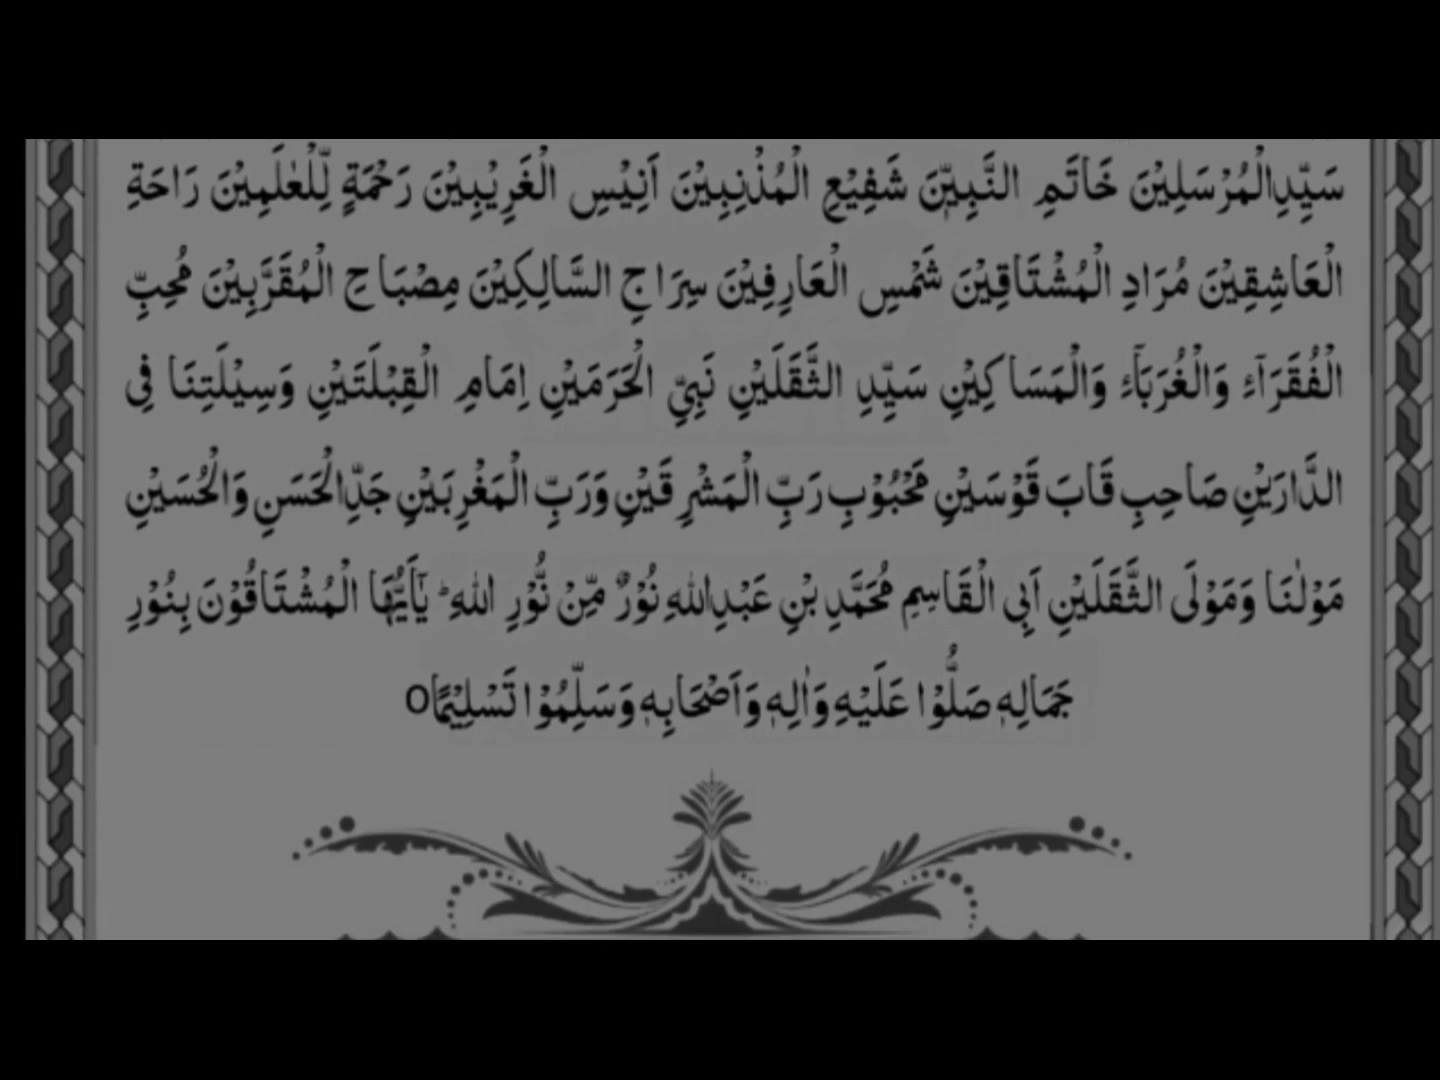 سَيِّدِالْمُرْسَلِيْنَ خَاتَمِ النَّبِيِّيْنَ شَفِيْعِ الْمُذْنِبِيْنَ اَنِيْسِ الْغَرِيْبِيْنَ رَحْمَةٍ لِّلْعٰلَمِيْنَ رَاحَةِ
الْعَاشِقِيْنَ مُرَادِ الْمُشْتَاقِيْنَ شَمْسِ الْعَارِفِيْنَ سِرَاجِ السَّالِكِيْنَ مِصْبَاحِ الْمُقَرَّبِيْنَ مُحِبِّ
الْفُقَرَآءِ وَالْغُرَبَآءِ وَالْمَسَاكِيْنِ سَيِّدِ الثَّقَلَيْنِ نَبِيِّ الْحَرَمَيْنِ اِمَامِ الْقِبْلَتَيْنِ وَسِيْلَتِنَا فِى
الدَّارَيْنِ صَاحِبِ قَابَ قَوْسَيْنِ مَحْبُوْبِ رَبِّ الْمَشْرِقَيْنِ وَرَبِّ الْمَغْرِبَيْنِ جَدِّالْحَسَنِ وَالْحُسَيْنِ
مَوْلٰنَا وَمَوْلَى الثَّقَلَيْنِ اَبِى الْقَاسِمِ مُحَمَّدِ بْنِ عَبْدِاللهِ نُوْرٌ مِّنْ نُّوْرِ اللهِ ؕ يٰٓاَيُّهَا الْمُشْتَاقُوْنَ بِنُوْرِ
جَمَالِهٖ صَلُّوْا عَلَيْهِ وَاٰلِهٖ وَاَصْحَابِهٖ وَسَلِّمُوْا تَسْلِيْمًا○